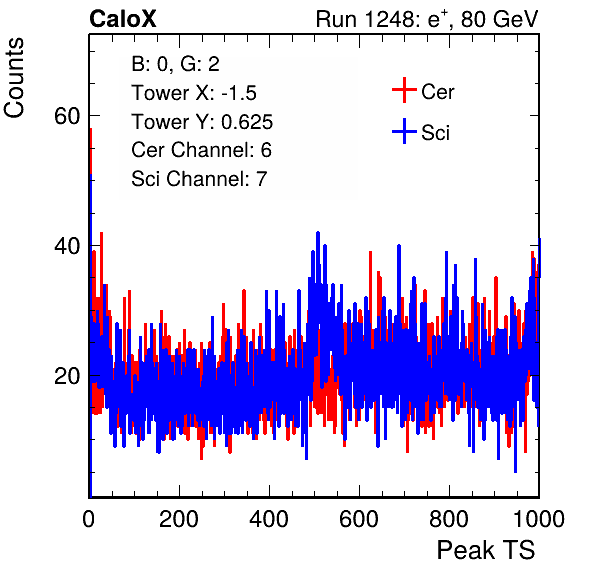 CaloX Run 1248: e⁺, 80 GeV
Counts
B: 0, G: 2
Tower X: -1.5
Tower Y: 0.625
Cer Channel: 6
Sci Channel: 7
Cer
Sci
60
40
20
0 200 400 600 800 1000
Peak TS